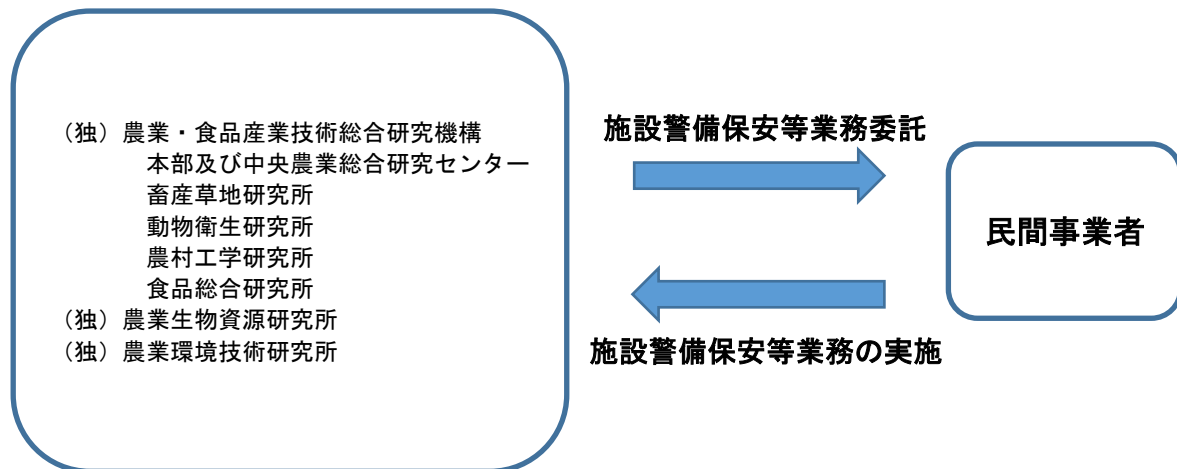 （独）農業・食品産業技術総合研究機構
本部及び中央農業総合研究センター
畜産草地研究所
動物衛生研究所
農村工学研究所
食品総合研究所
（独）農業生物資源研究所
（独）農業環境技術研究所
施設警備保安等業務委託
施設警備保安等業務の実施
民間事業者